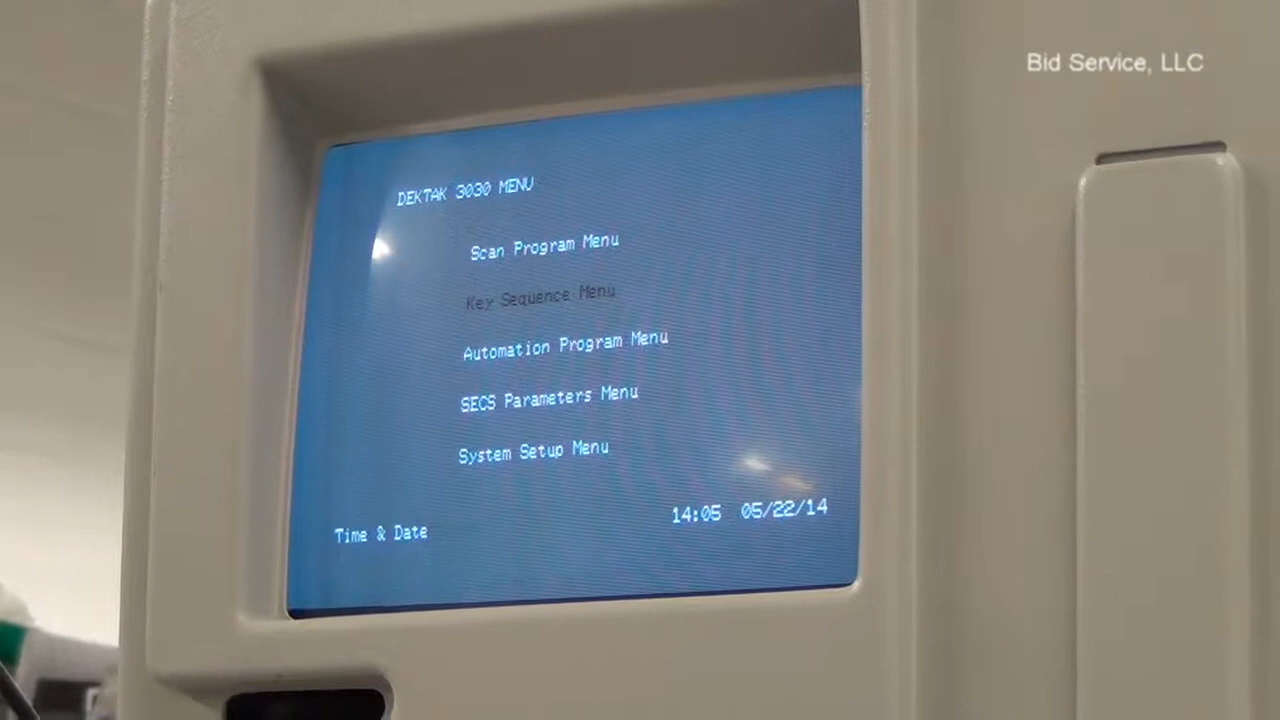 Bid Service, LLC
DEKTAK 3030 MENU
Scan Program Menu
Key Sequence Menu
Automation Program Menu
SECS Parameters Menu
System Setup Menu
14:05 05/22/14
Time & Date